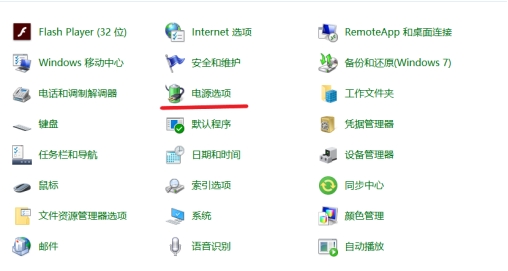 Flash Player (32 位)
Internet 选项
RemoteApp 和桌面连接
Windows 移动中心
安全和维护
备份和还原(Windows 7)
电话和调制解调器
电源选项
工作文件夹
键盘
默认程序
凭据管理器
任务栏和导航
日期和时间
设备管理器
鼠标
索引选项
同步中心
文件资源管理器选项
系统
颜色管理
邮件
语音识别
自动播放